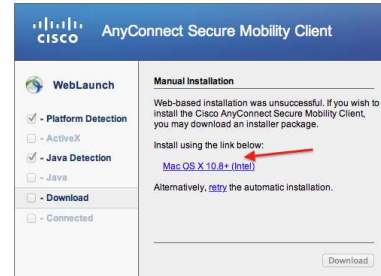 CISCO
AnyConnect Secure Mobility Client
WebLaunch
- Platform Detection
- ActiveX
- Java Detection
- Java
- Download
- Connected
Manual Installation
Web-based installation was unsuccessful. If you wish to
install the Cisco AnyConnect Secure Mobility Client,
you may download an installer package.
Install using the link below:
Mac OS X 10.8+ (Intel)
Alternatively, retry the automatic installation.
Download